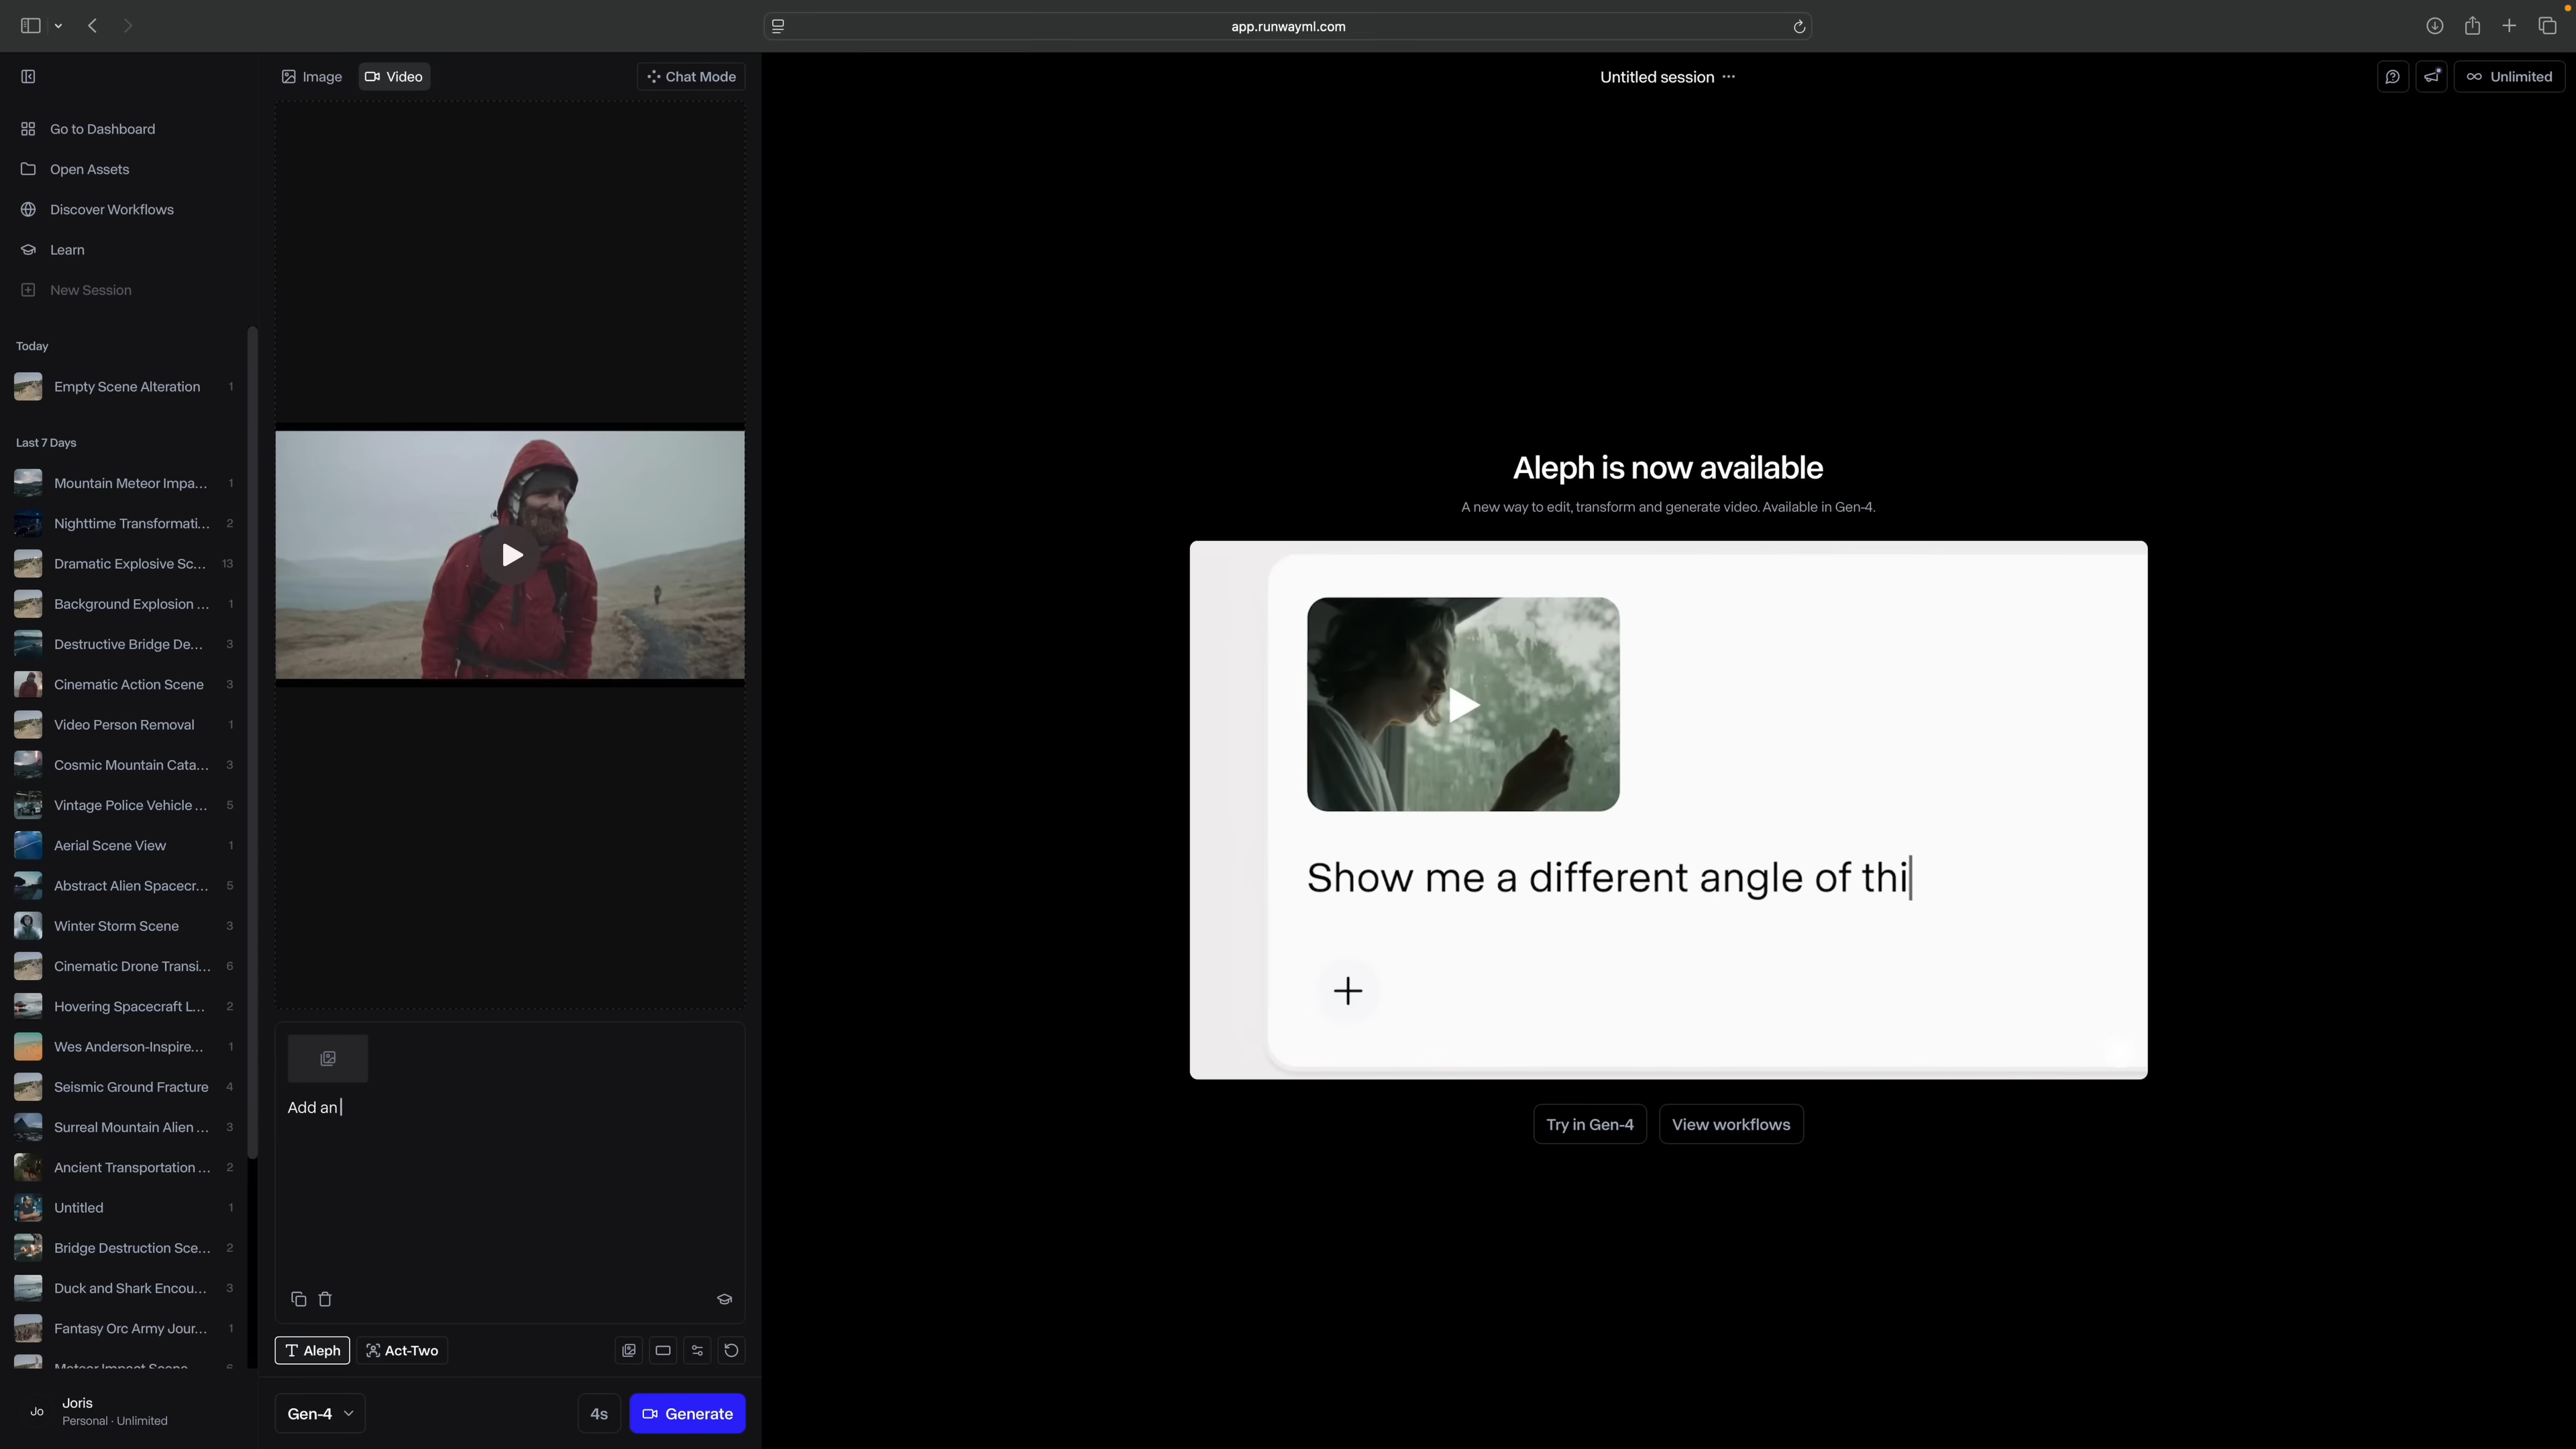 app.runwayml.com
Image
Video
Chat Mode
Untitled session
Unlimited
Go to Dashboard
Open Assets
Discover Workflows
Learn
New Session
Today
Empty Scene Alteration 1
Last 7 Days
Mountain Meteor Impa... 1
Nighttime Transformati... 2
Dramatic Explosive Sc... 13
Background Explosion ... 1
Destructive Bridge De... 3
Cinematic Action Scene 3
Video Person Removal 1
Cosmic Mountain Cata... 3
Vintage Police Vehicle ... 5
Aerial Scene View 1
Abstract Alien Spacecr... 5
Winter Storm Scene 3
Cinematic Drone Transi... 6
Hovering Spacecraft L... 2
Wes Anderson-Inspire... 1
Seismic Ground Fracture 4
Surreal Mountain Alien ... 3
Ancient Transportation ... 2
Untitled 1
Bridge Destruction Sce... 2
Duck and Shark Encou... 3
Fantasy Orc Army Jour... 1
Meteor Impact Scene 6
Jo
Joris
Personal · Unlimited
Add an
Aleph
Act-Two
Gen-4
4s
Generate
Aleph is now available
A new way to edit, transform and generate video. Available in Gen-4.
Show me a different angle of thi
Try in Gen-4
View workflows